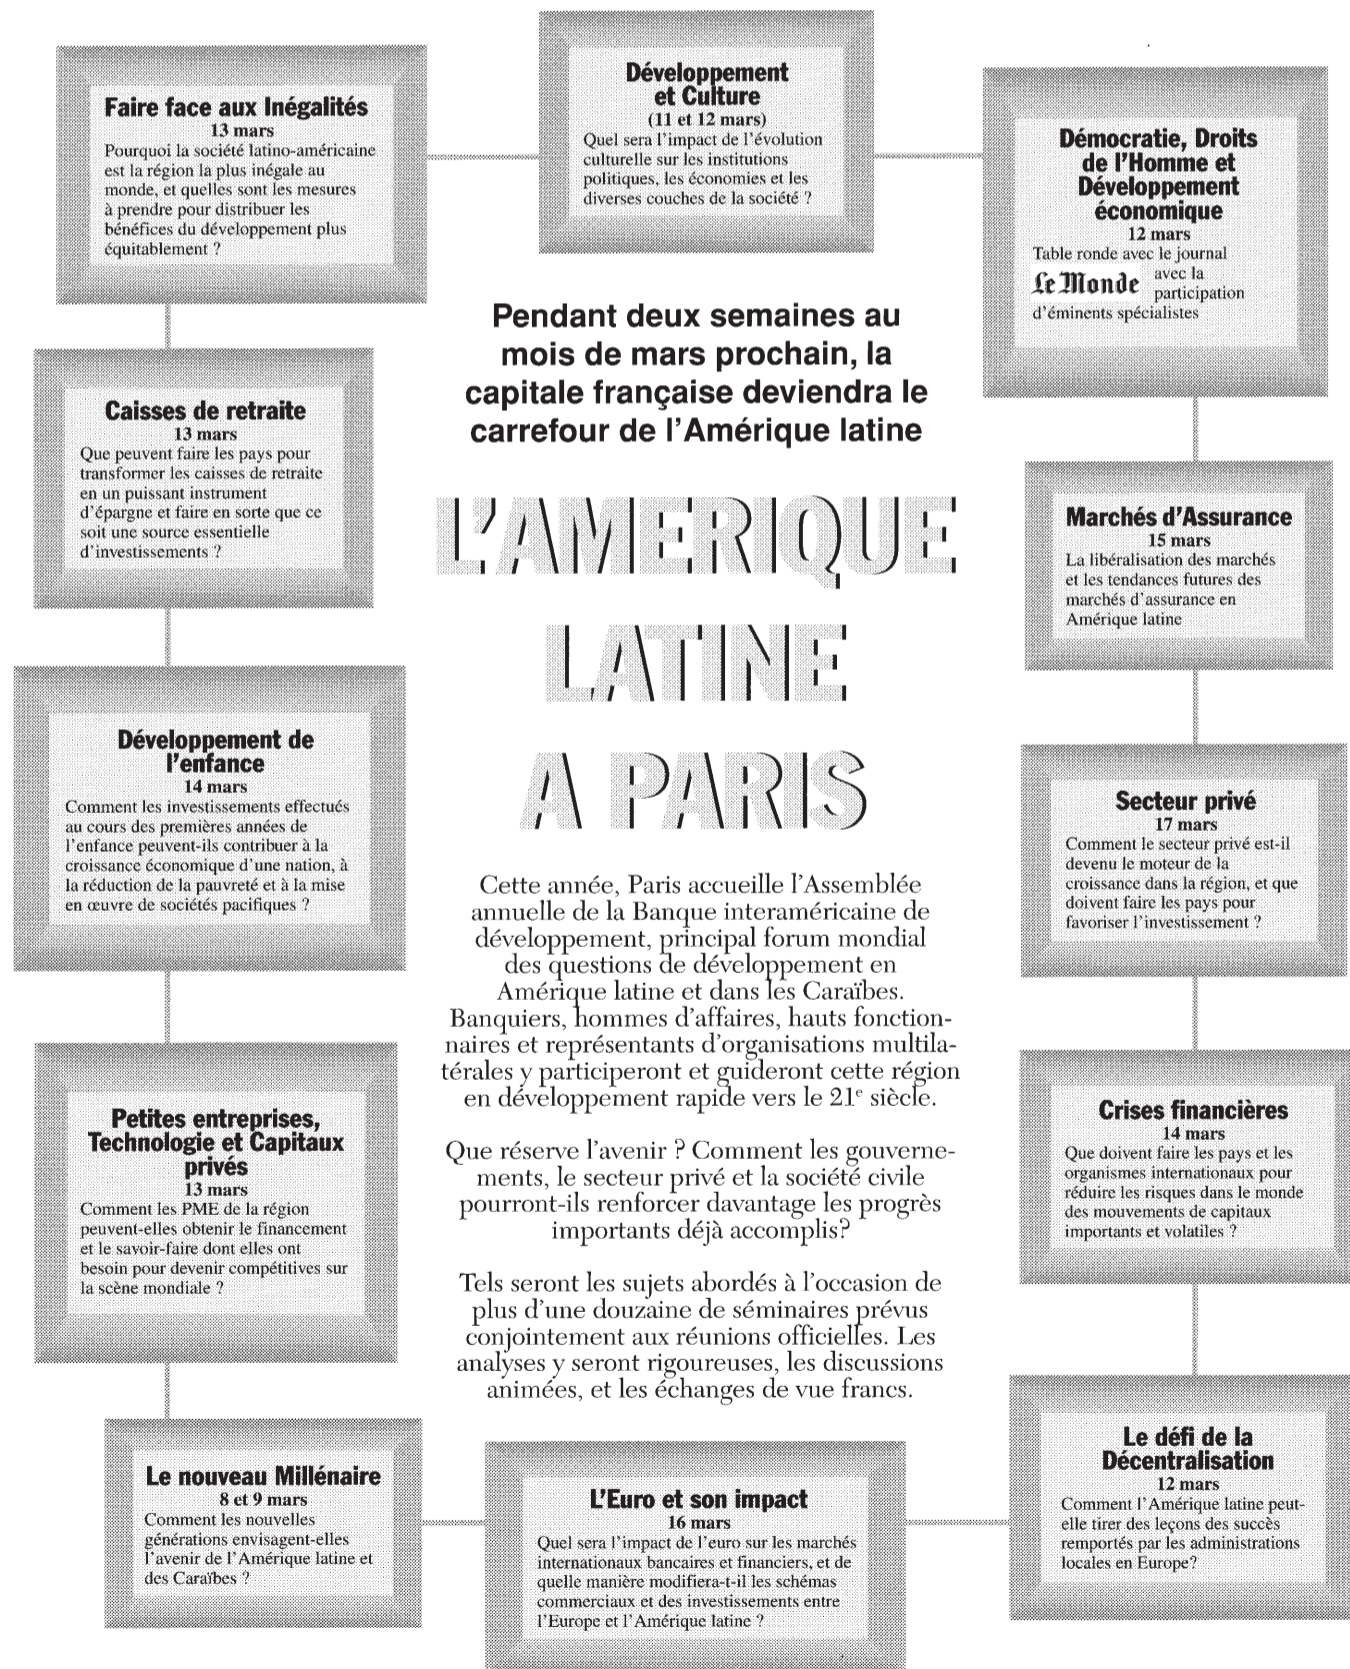 Faire face aux Inégalités
13 mars
Pourquoi la société latino-américaine
est la région la plus inégale au
monde, et quelles sont les mesures
à prendre pour distribuer les
bénéfices du développement plus
équitablement ?
Développement
et Culture
(11 et 12 mars)
Quel sera l'impact de l'évolution
culturelle sur les institutions
politiques, les économies et les
diverses couches de la société ?
Démocratie, Droits
de l'Homme et
Développement
économique
12 mars
Table ronde avec le journal
Le Monde avec la
participation
d'éminents spécialistes
Pendant deux semaines au
mois de mars prochain, la
capitale française deviendra le
carrefour de l'Amérique latine
L'AMERIQUE
LATINE
A PARIS
Cette année, Paris accueille l'Assemblée
annuelle de la Banque interaméricaine de
développement, principal forum mondial
des questions de développement en
Amérique latine et dans les Caraïbes.
Banquiers, hommes d'affaires, hauts fonction-
naires et représentants d'organisations multila-
térales y participeront et guideront cette région
en développement rapide vers le 21e siècle.
Que réserve l'avenir ? Comment les gouverne-
ments, le secteur privé et la société civile
pourront-ils renforcer davantage les progrès
importants déjà accomplis?
Tels seront les sujets abordés à l'occasion de
plus d'une douzaine de séminaires prévus
conjointement aux réunions officielles. Les
analyses y seront rigoureuses, les discussions
animées, et les échanges de vue francs.
Caisses de retraite
13 mars
Que peuvent faire les pays pour
transformer les caisses de retraite
en un puissant instrument
d'épargne et faire en sorte que ce
soit une source essentielle
d'investissements ?
Développement de
l'enfance
14 mars
Comment les investissements effectués
au cours des premières années de
l'enfance peuvent-ils contribuer à la
croissance économique d'une nation, à
la réduction de la pauvreté et à la mise
en œuvre de sociétés pacifiques ?
Petites entreprises,
Technologie et Capitaux
privés
13 mars
Comment les PME de la région
peuvent-elles obtenir le financement
et le savoir-faire dont elles ont
besoin pour devenir compétitives sur
la scène mondiale ?
Le nouveau Millénaire
8 et 9 mars
Comment les nouvelles
générations envisagent-elles
l'avenir de l'Amérique latine et
des Caraïbes ?
L'Euro et son impact
16 mars
Quel sera l'impact de l'euro sur les marchés
internationaux bancaires et financiers, et de
quelle manière modifiera-t-il les schémas
commerciaux et des investissements entre
l'Europe et l'Amérique latine ?
Marchés d'Assurance
15 mars
La libéralisation des marchés
et les tendances futures des
marchés d'assurance en
Amérique latine
Secteur privé
17 mars
Comment le secteur privé est-il
devenu le moteur de la
croissance dans la région, et que
doivent faire les pays pour
favoriser l'investissement ?
Crises financières
14 mars
Que doivent faire les pays et les
organismes internationaux pour
réduire les risques dans le monde
des mouvements de capitaux
importants et volatiles ?
Le défi de la
Décentralisation
12 mars
Comment l'Amérique latine peut-
elle tirer des leçons des succès
remportés par les administrations
locales en Europe?